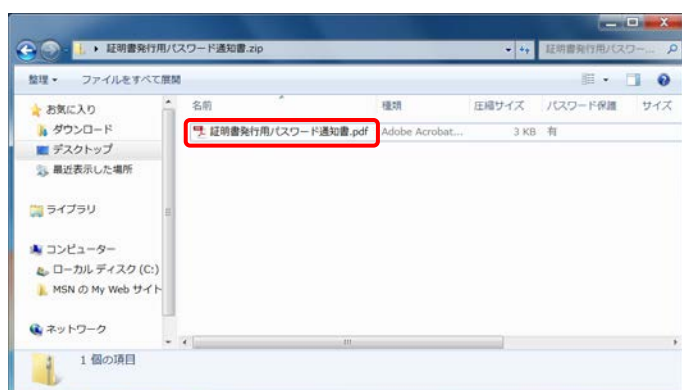 証明書発行用パスワード通知書.zip
証明書発行用パスワー...
整理
ファイルをすべて展開
名前 種類 圧縮サイズ パスワード保護 サイズ
証明書発行用パスワード通知書.pdf Adobe Acrobat... 3 KB 有
お気に入り
ダウンロード
デスクトップ
最近表示した場所
ライブラリ
コンピューター
ローカル ディスク (C:)
MSN の My Web サイト
ネットワーク
1 個の項目